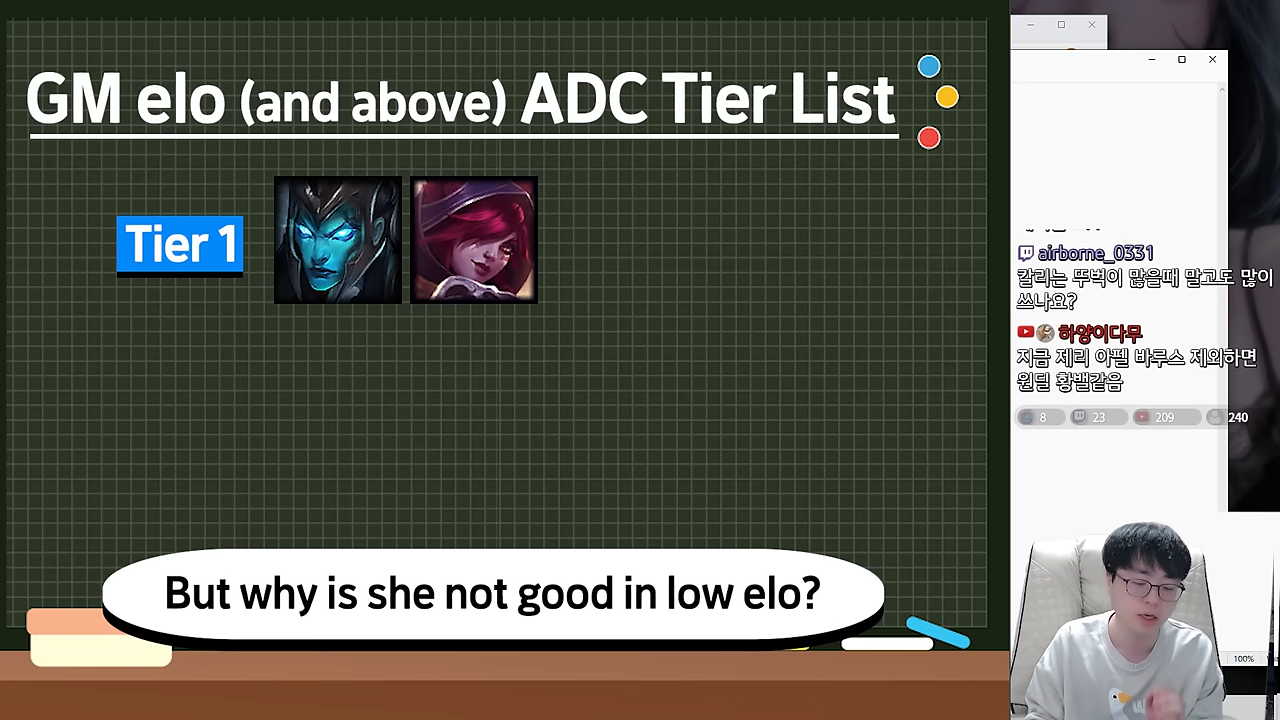 GM elo (and above) ADC Tier List
Tier 1
But why is she not good in low elo?
airborne_0331
칼리는 뚜벅이 많을때 말고도 많이
쓰나요?
하양이다무
지금 제리 아펠 바루스 제외하면
원딜 황밸같음
8 23 209 240
100%